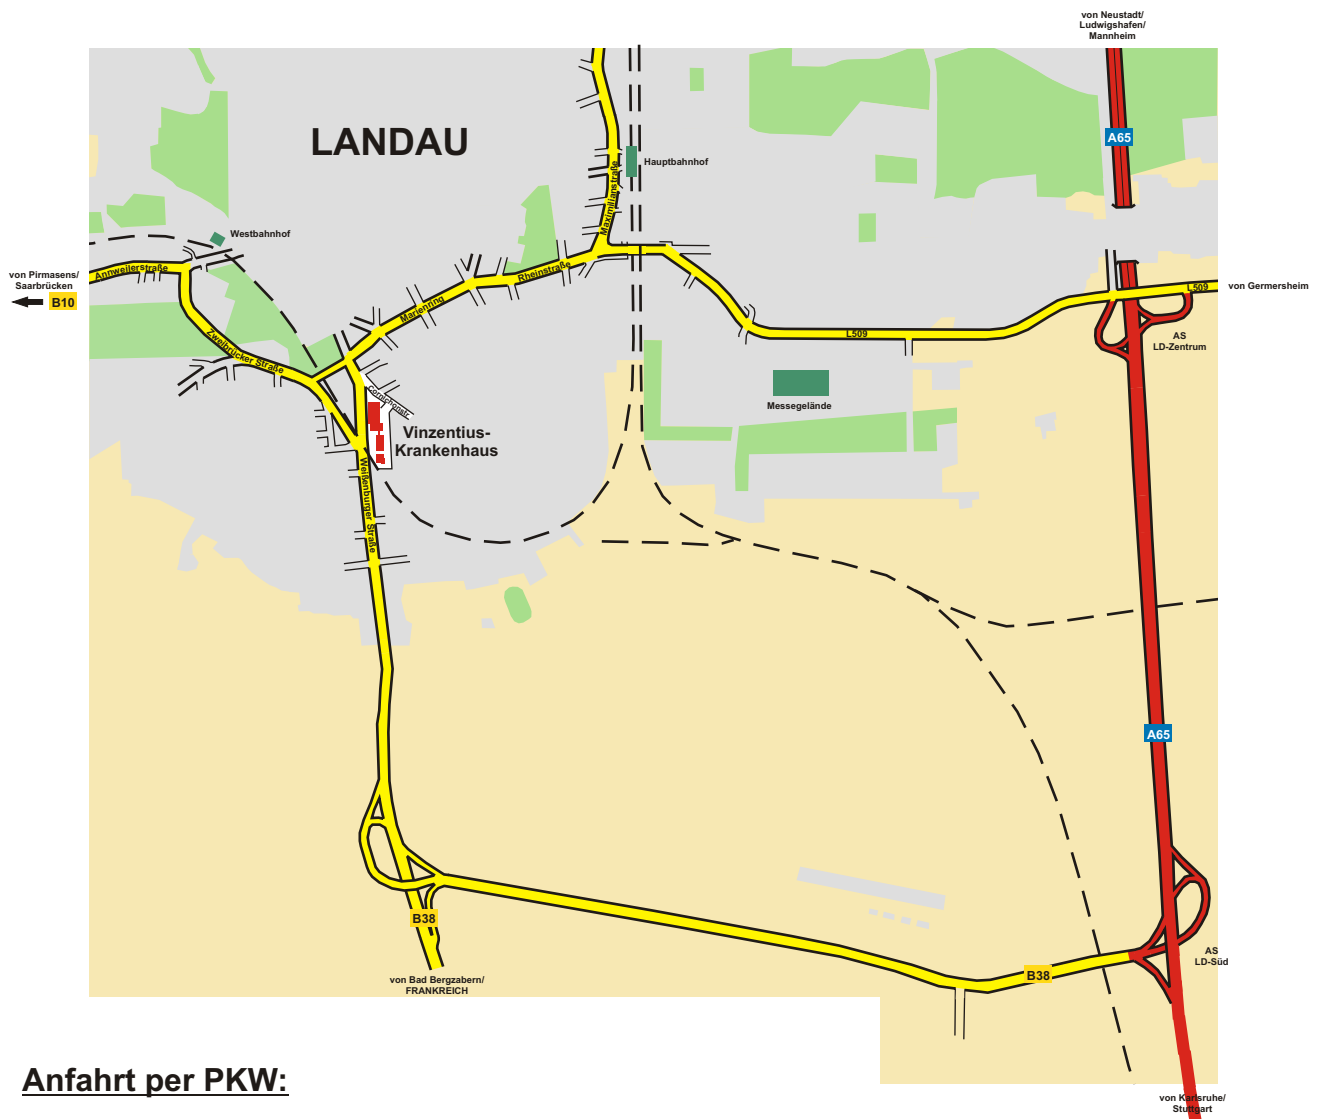 von Neustadt/
Ludwigshafen/
Mannheim
A65
LANDAU
Hauptbahnhof
Maximilianstraße
Westbahnhof
von Pirmasens/
Saarbrücken
B10
Annweilerstraße
Rheinstraße
Marienring
L509
von Germersheim
L509
AS
LD-Zentrum
Zweibrücker Straße
Cornichonstr.
Messegelände
Vinzentius-
Krankenhaus
Weißenburger Straße
A65
B38
von Bad Bergzabern/
FRANKREICH
B38
AS
LD-Süd
Anfahrt per PKW:
von Karlsruhe/
Stuttgart